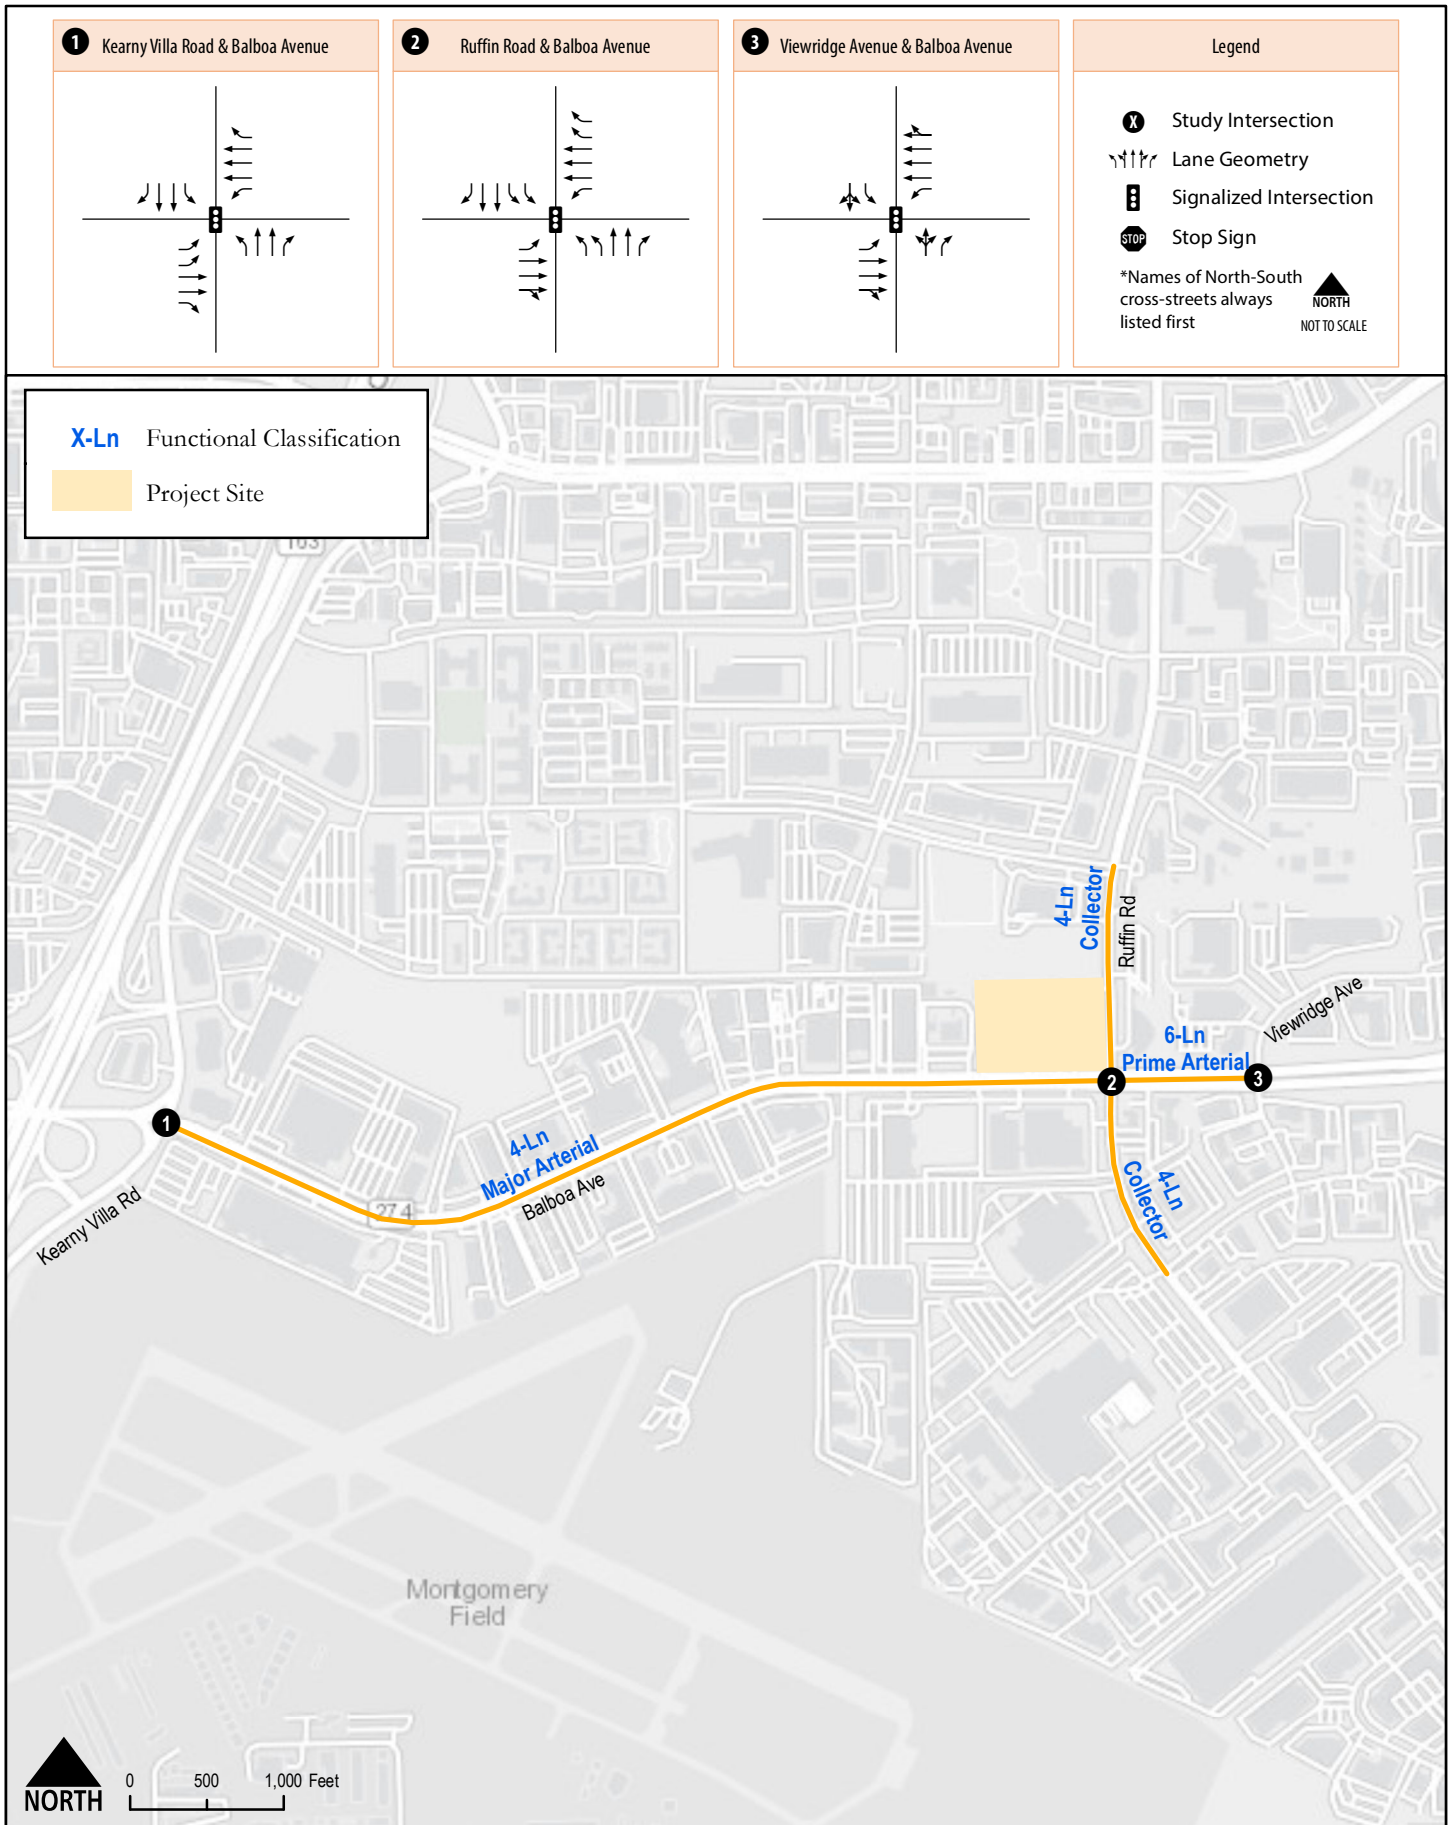 1 Kearny Villa Road & Balboa Avenue
2 Ruffin Road & Balboa Avenue
3 Viewridge Avenue & Balboa Avenue
Legend
X Study Intersection
Lane Geometry
Signalized Intersection
STOP Stop Sign
*Names of North-South
cross-streets always
listed first
NORTH
NOT TO SCALE
X-Ln Functional Classification
Project Site
163
4-Ln
Collector
Ruffin Rd
Viewridge Ave
6-Ln
Prime Arterial
1
2
3
4-Ln
Major Arterial
Balboa Ave
4-Ln
Collector
Kearny Villa Rd
274
Montgomery
Field
NORTH
0 500 1,000 Feet